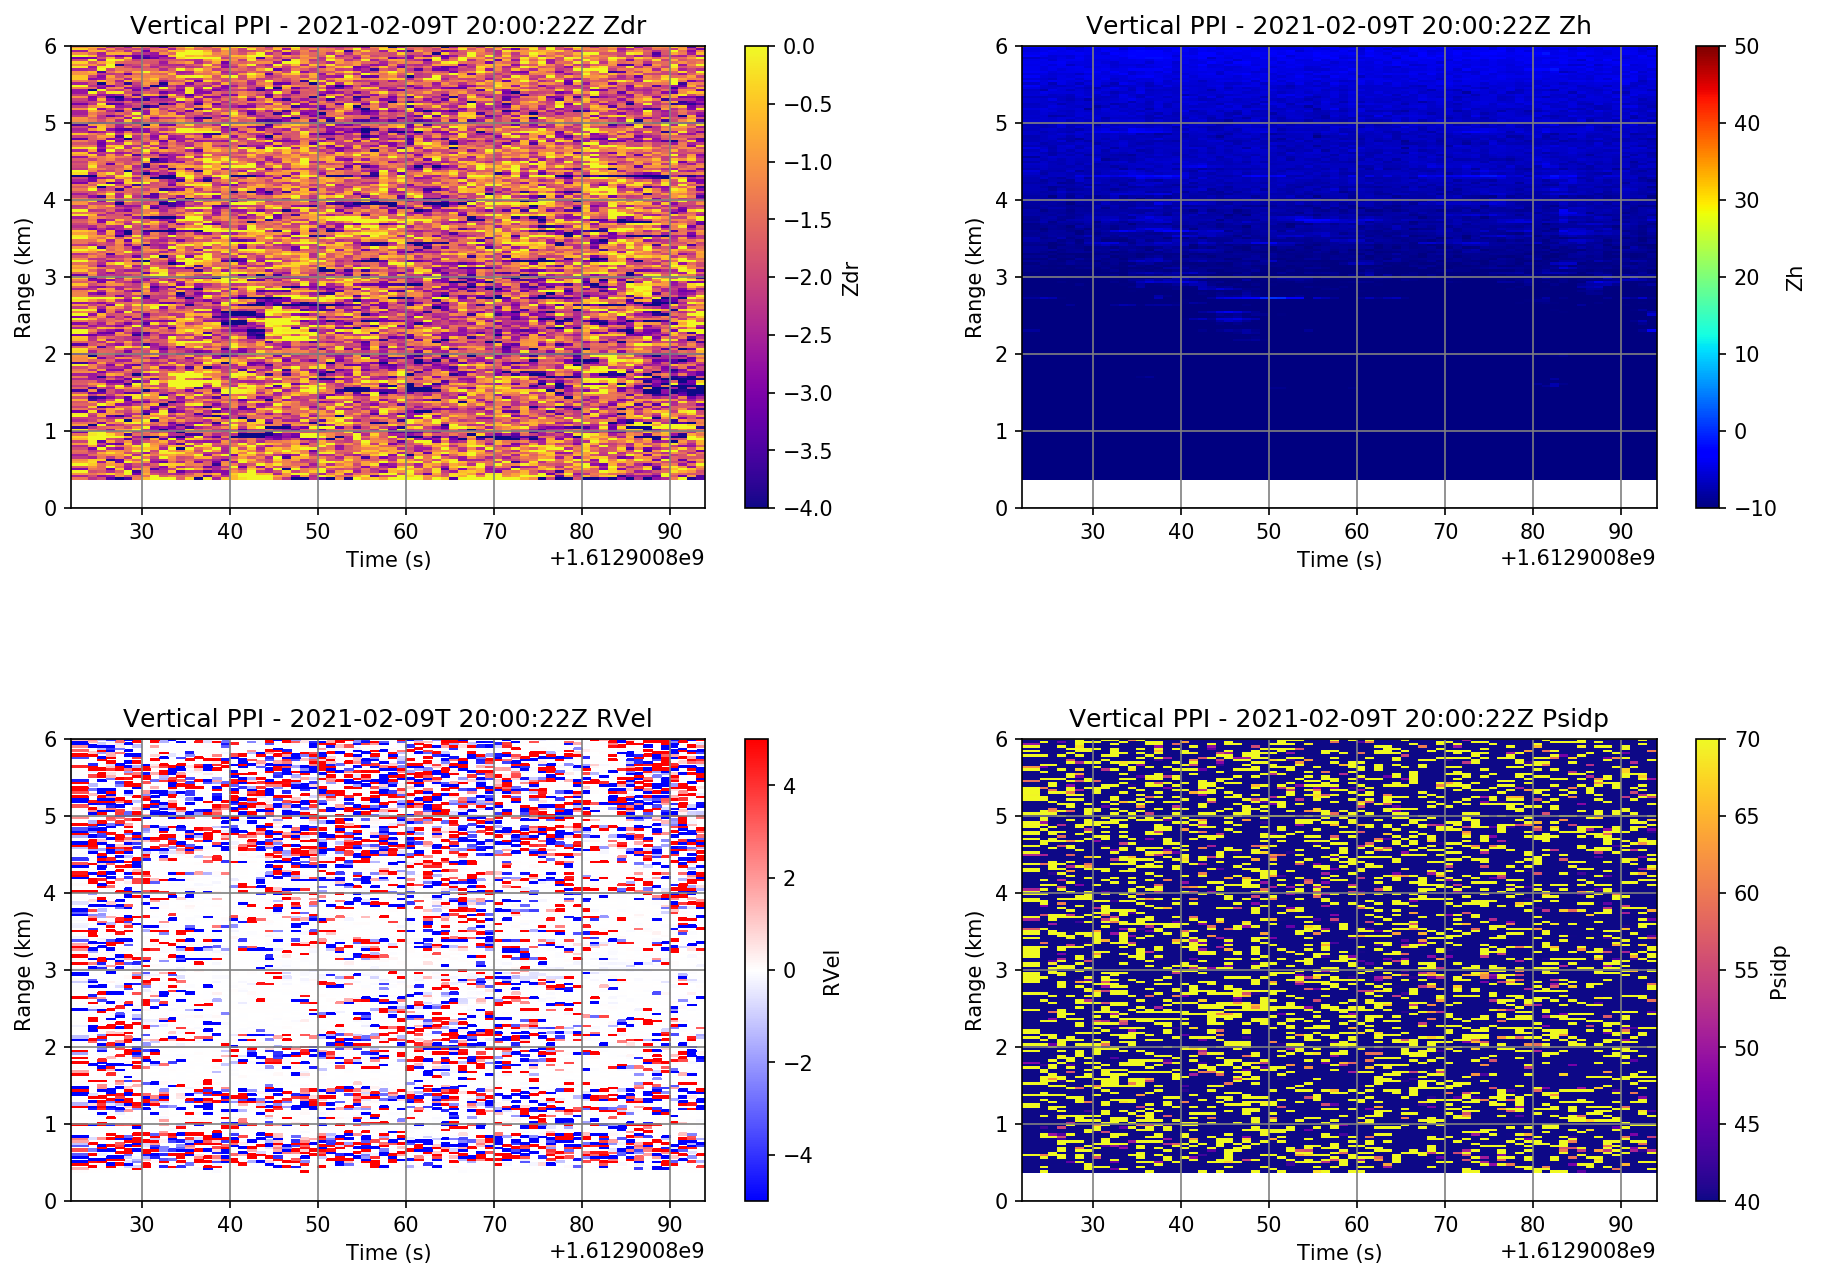 Vertical PPI - 2021-02-09T 20:00:22Z Zdr
6
5
4
3
2
1
0
Range (km)
30 40 50 60 70 80 90
Time (s)
+1.6129008e9
0.0
−0.5
−1.0
−1.5
−2.0
−2.5
−3.0
−3.5
−4.0
Zdr
Vertical PPI - 2021-02-09T 20:00:22Z Zh
6
5
4
3
2
1
0
Range (km)
30 40 50 60 70 80 90
Time (s)
+1.6129008e9
50
40
30
20
10
0
−10
Zh
Vertical PPI - 2021-02-09T 20:00:22Z RVel
6
5
4
3
2
1
0
Range (km)
30 40 50 60 70 80 90
Time (s)
+1.6129008e9
4
2
0
−2
−4
RVel
Vertical PPI - 2021-02-09T 20:00:22Z Psidp
6
5
4
3
2
1
0
Range (km)
30 40 50 60 70 80 90
Time (s)
+1.6129008e9
70
65
60
55
50
45
40
Psidp